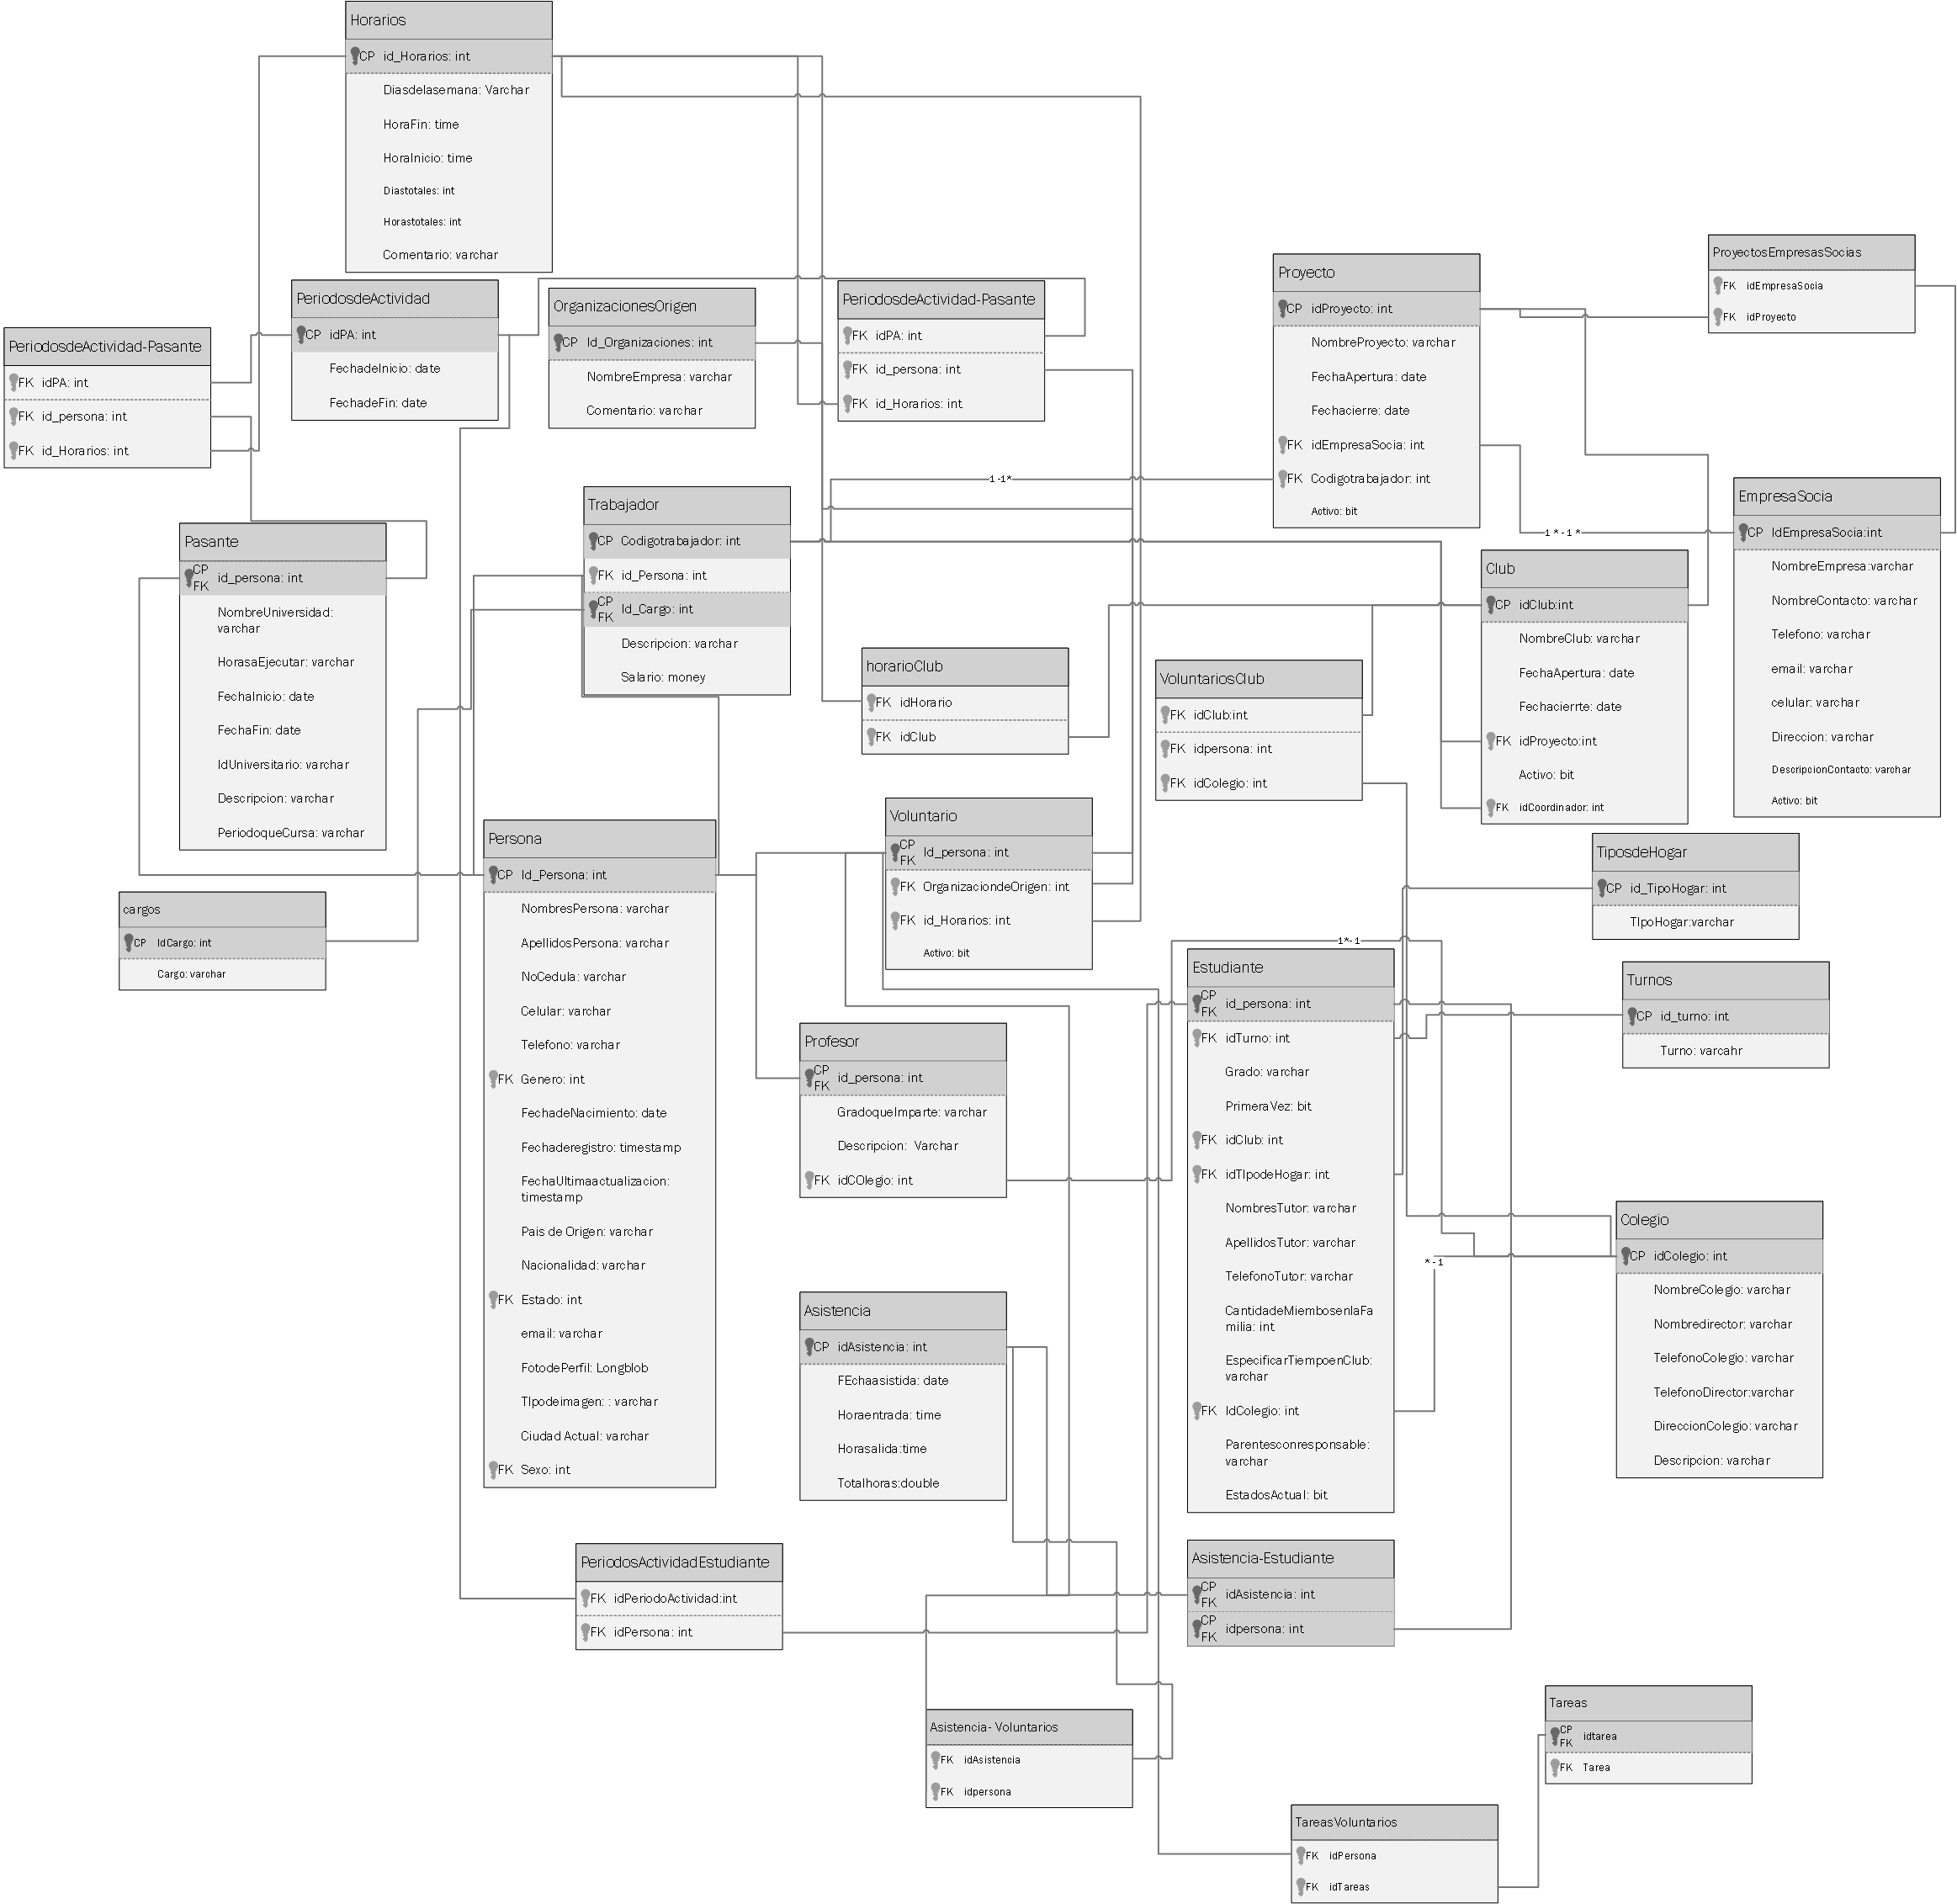 Horarios
CP id_Horarios: int
Diasdelasemana: Varchar
HoraFin: time
HoraInicio: time
Diastotales: int
Horastotales: int
Comentario: varchar
PeriodosdeActividad
CP idPA: int
FechadeInicio: date
FechadeFin: date
OrganizacionesOrigen
CP Id_Organizaciones: int
NombreEmpresa: varchar
Comentario: varchar
PeriodosdeActividad-Pasante
FK idPA: int
FK id_persona: int
FK id_Horarios: int
PeriodosdeActividad-Pasante
FK idPA: int
FK id_persona: int
FK id_Horarios: int
Proyecto
CP idProyecto: int
NombreProyecto: varchar
FechaApertura: date
Fechacierre: date
FK idEmpresaSocia: int
FK Codigotrabajador: int
Activo: bit
ProyectosEmpresasSocias
FK idEmpresaSocia
FK idProyecto
1-1*
1*-1*
EmpresaSocia
CP IdEmpresaSocia:int
NombreEmpresa:varchar
NombreContacto: varchar
Telefono: varchar
email: varchar
celular: varchar
Direccion: varchar
DescripcionContacto: varchar
Activo: bit
Trabajador
CP Codigotrabajador: int
FK id_Persona: int
CP
FK Id_Cargo: int
Descripcion: varchar
Salario: money
Pasante
CP
FK id_persona: int
NombreUniversidad:
varchar
HorasaEjecutar: varchar
FechaInicio: date
FechaFin: date
IdUniversitario: varchar
Descripcion: varchar
PeriodoqueCursa: varchar
Club
CP idClub:int
NombreClub: varchar
FechaApertura: date
Fechacierrte: date
FK idProyecto:int
Activo: bit
FK idCoordinador: int
horarioClub
FK idHorario
FK idClub
VoluntariosClub
FK idClub:int
FK idpersona: int
FK idColegio: int
Voluntario
CP
FK Id_persona: int
FK OrganizaciondeOrigen: int
FK id_Horarios: int
Activo: bit
Persona
CP Id_Persona: int
NombresPersona: varchar
ApellidosPersona: varchar
NoCedula: varchar
Celular: varchar
Telefono: varchar
FK Genero: int
FechadeNacimiento: date
Fechaderegistro: timestamp
FechaUltimaactualizacion:
timestamp
Pais de Origen: varchar
Nacionalidad: varchar
FK Estado: int
email: varchar
FotodePerfil: Longblob
TIpodeimagen: : varchar
Ciudad Actual: varchar
FK Sexo: int
cargos
CP IdCargo: int
Cargo: varchar
TiposdeHogar
CP id_TipoHogar: int
TIpoHogar:varchar
1*-1
Turnos
CP id_turno: int
Turno: varcahr
Estudiante
CP
FK id_persona: int
FK idTurno: int
Grado: varchar
PrimeraVez: bit
FK idClub: int
FK idTIpodeHogar: int
NombresTutor: varchar
ApellidosTutor: varchar
TelefonoTutor: varchar
CantidadeMiembosenlaFa
milia: int
EspecificarTiempoenClub:
varchar
FK IdColegio: int
Parentesconresponsable:
varchar
EstadosActual: bit
Profesor
CP
FK id_persona: int
GradoqueImparte: varchar
Descripcion: Varchar
FK idCOlegio: int
Colegio
CP idColegio: int
NombreColegio: varchar
Nombredirector: varchar
TelefonoColegio: varchar
TelefonoDirector:varchar
DireccionColegio: varchar
Descripcion: varchar
*-1
Asistencia
CP idAsistencia: int
FEchaasistida: date
Horaentrada: time
Horasalida:time
Totalhoras:double
PeriodosActividadEstudiante
FK idPeriodoActividad:int
FK idPersona: int
Asistencia-Estudiante
CP
FK idAsistencia: int
CP
FK idpersona: int
Asistencia- Voluntarios
FK idAsistencia
FK idpersona
Tareas
CP
FK idtarea
FK Tarea
TareasVoluntarios
FK idPersona
FK idTareas